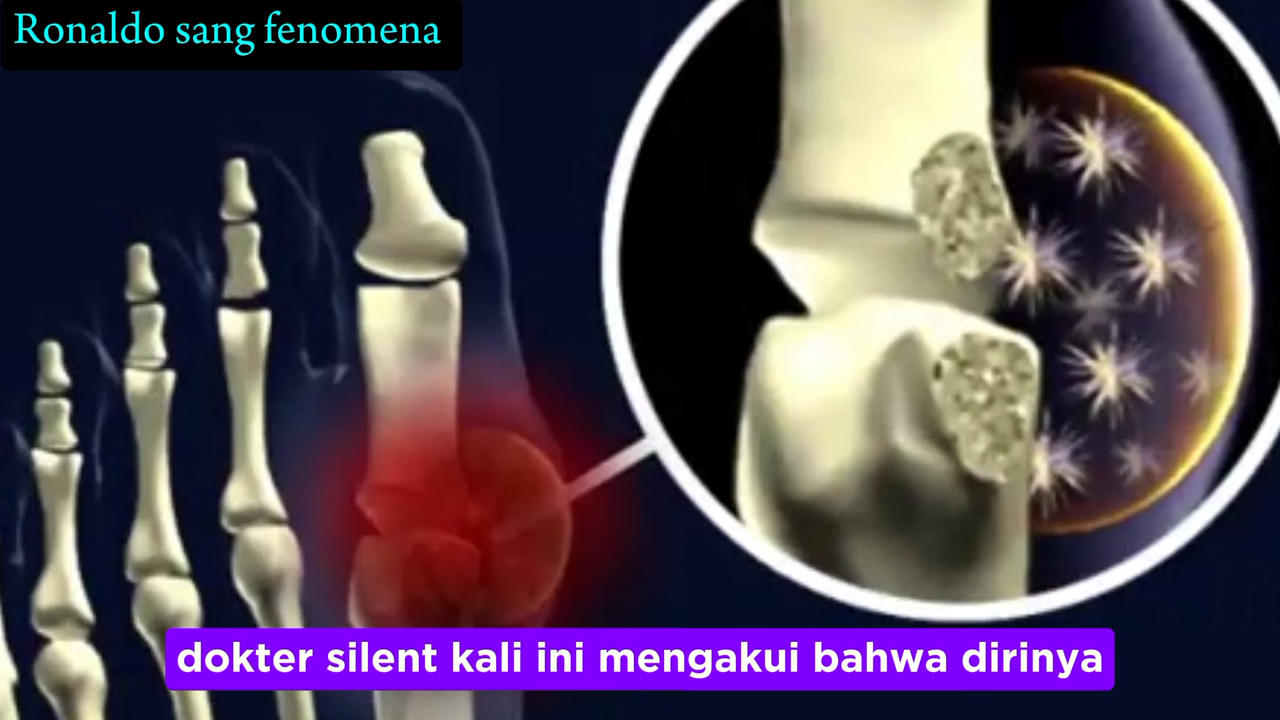 Ronaldo sang fenomena
dokter silent kali ini mengakui bahwa dirinya